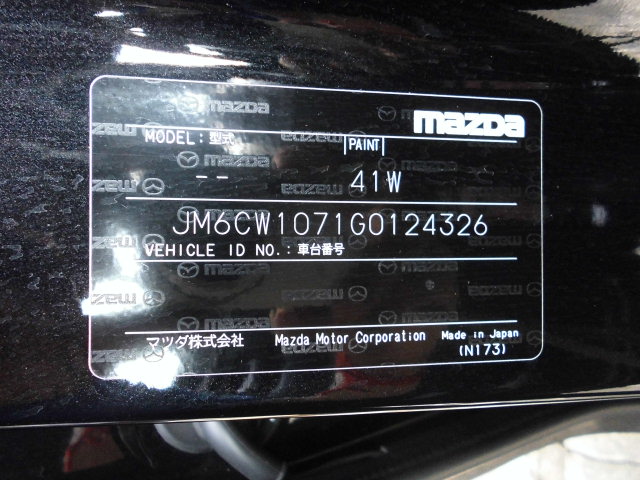 mazda
MODEL: 型式 PAINT
-- 41W
JM6CW1071G0124326
VEHICLE ID NO.: 車台番号
マツダ株式会社 Mazda Motor Corporation Made in Japan
(N173)